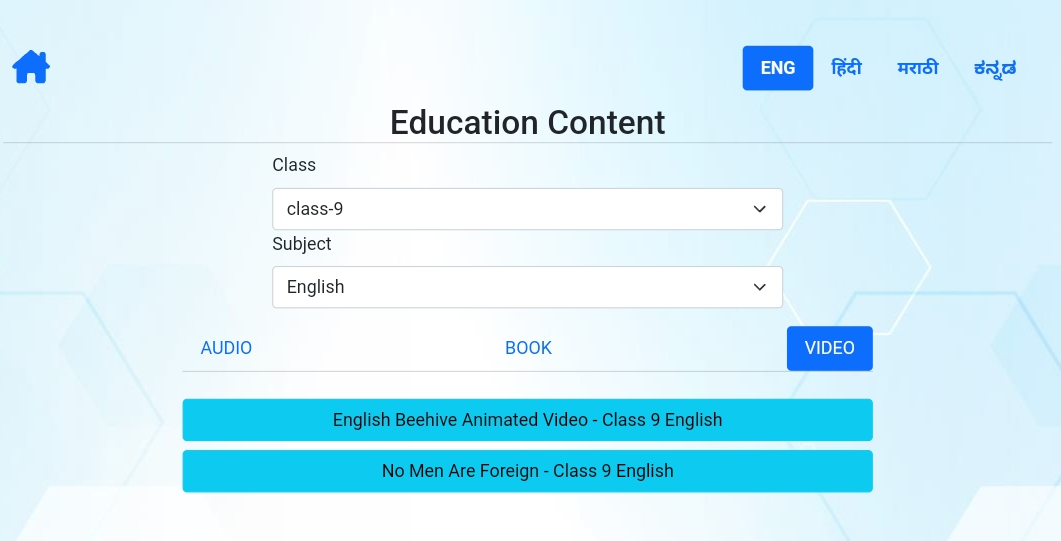 ENG हिंदी मराठी ಕನ್ನಡ
Education Content
Class
class-9
Subject
English
AUDIO BOOK VIDEO
English Beehive Animated Video - Class 9 English
No Men Are Foreign - Class 9 English